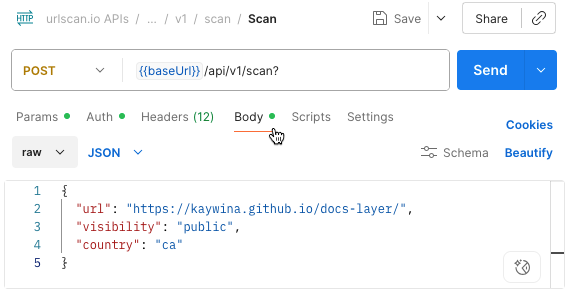 HTTP urlscan.io APIs / ... / v1 / scan / Scan Save Share
POST {{baseUrl}}/api/v1/scan? Send
Params Auth Headers (12) Body Scripts Settings Cookies
raw JSON Schema Beautify
1 {
2 "url": "https://kaywina.github.io/docs-layer/",
3 "visibility": "public",
4 "country": "ca"
5 }